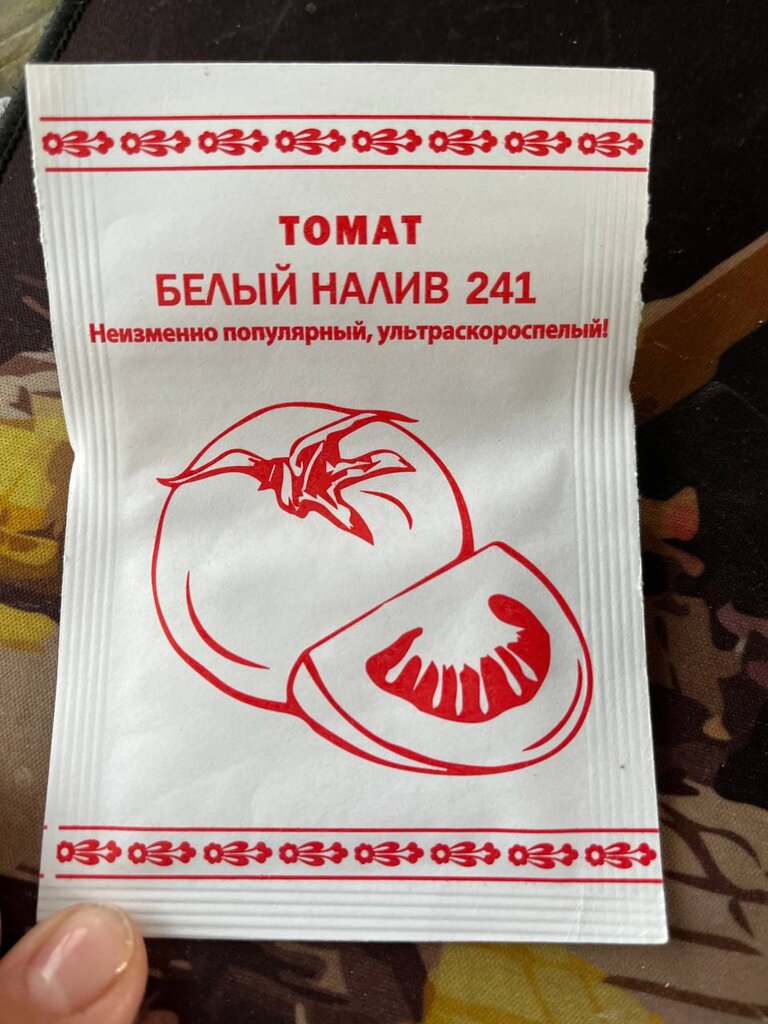 ТОМАТ
БЕЛЫЙ НАЛИВ 241
Неизменно популярный, ультраскороспелый!